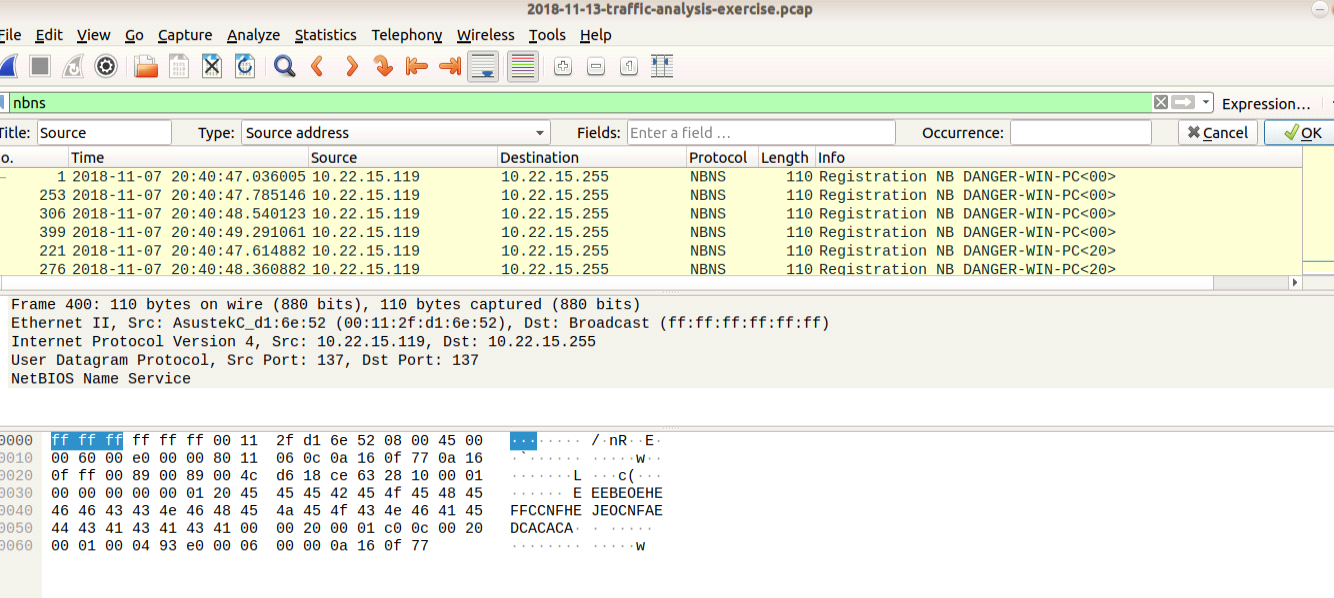 2018-11-13-traffic-analysis-exercise.pcap
File Edit View Go Capture Analyze Statistics Telephony Wireless Tools Help
nbns Expression...
Title: Source Type: Source address Fields: Enter a field ... Occurrence: Cancel OK
o. Time Source Destination Protocol Length Info
1 2018-11-07 20:40:47.036005 10.22.15.119 10.22.15.255 NBNS 110 Registration NB DANGER-WIN-PC<00>
253 2018-11-07 20:40:47.785146 10.22.15.119 10.22.15.255 NBNS 110 Registration NB DANGER-WIN-PC<00>
306 2018-11-07 20:40:48.540123 10.22.15.119 10.22.15.255 NBNS 110 Registration NB DANGER-WIN-PC<00>
399 2018-11-07 20:40:49.291061 10.22.15.119 10.22.15.255 NBNS 110 Registration NB DANGER-WIN-PC<00>
221 2018-11-07 20:40:47.614882 10.22.15.119 10.22.15.255 NBNS 110 Registration NB DANGER-WIN-PC<20>
276 2018-11-07 20:40:48.360882 10.22.15.119 10.22.15.255 NBNS 110 Registration NB DANGER-WIN-PC<20>
Frame 400: 110 bytes on wire (880 bits), 110 bytes captured (880 bits)
Ethernet II, Src: AsustekC_d1:6e:52 (00:11:2f:d1:6e:52), Dst: Broadcast (ff:ff:ff:ff:ff:ff)
Internet Protocol Version 4, Src: 10.22.15.119, Dst: 10.22.15.255
User Datagram Protocol, Src Port: 137, Dst Port: 137
NetBIOS Name Service
0000 ff ff ff ff ff ff 00 11 2f d1 6e 52 08 00 45 00 ········ /·nR··E·
0010 00 60 00 e0 00 00 80 11 06 0c 0a 16 0f 77 0a 16 ·`······ ·····w··
0020 0f ff 00 89 00 89 00 4c d6 18 ce 63 28 10 00 01 ·······L ···c(···
0030 00 00 00 00 00 01 20 45 45 45 42 45 4f 45 48 45 ······ E EEBEOEHE
0040 46 46 43 43 4e 46 48 45 4a 45 4f 43 4e 46 41 45 FFCCNFHE JEOCNFAE
0050 44 43 41 43 41 43 41 00 00 20 00 01 c0 0c 00 20 DCACACA· · ·····
0060 00 01 00 04 93 e0 00 06 00 00 0a 16 0f 77 ········ ·····w